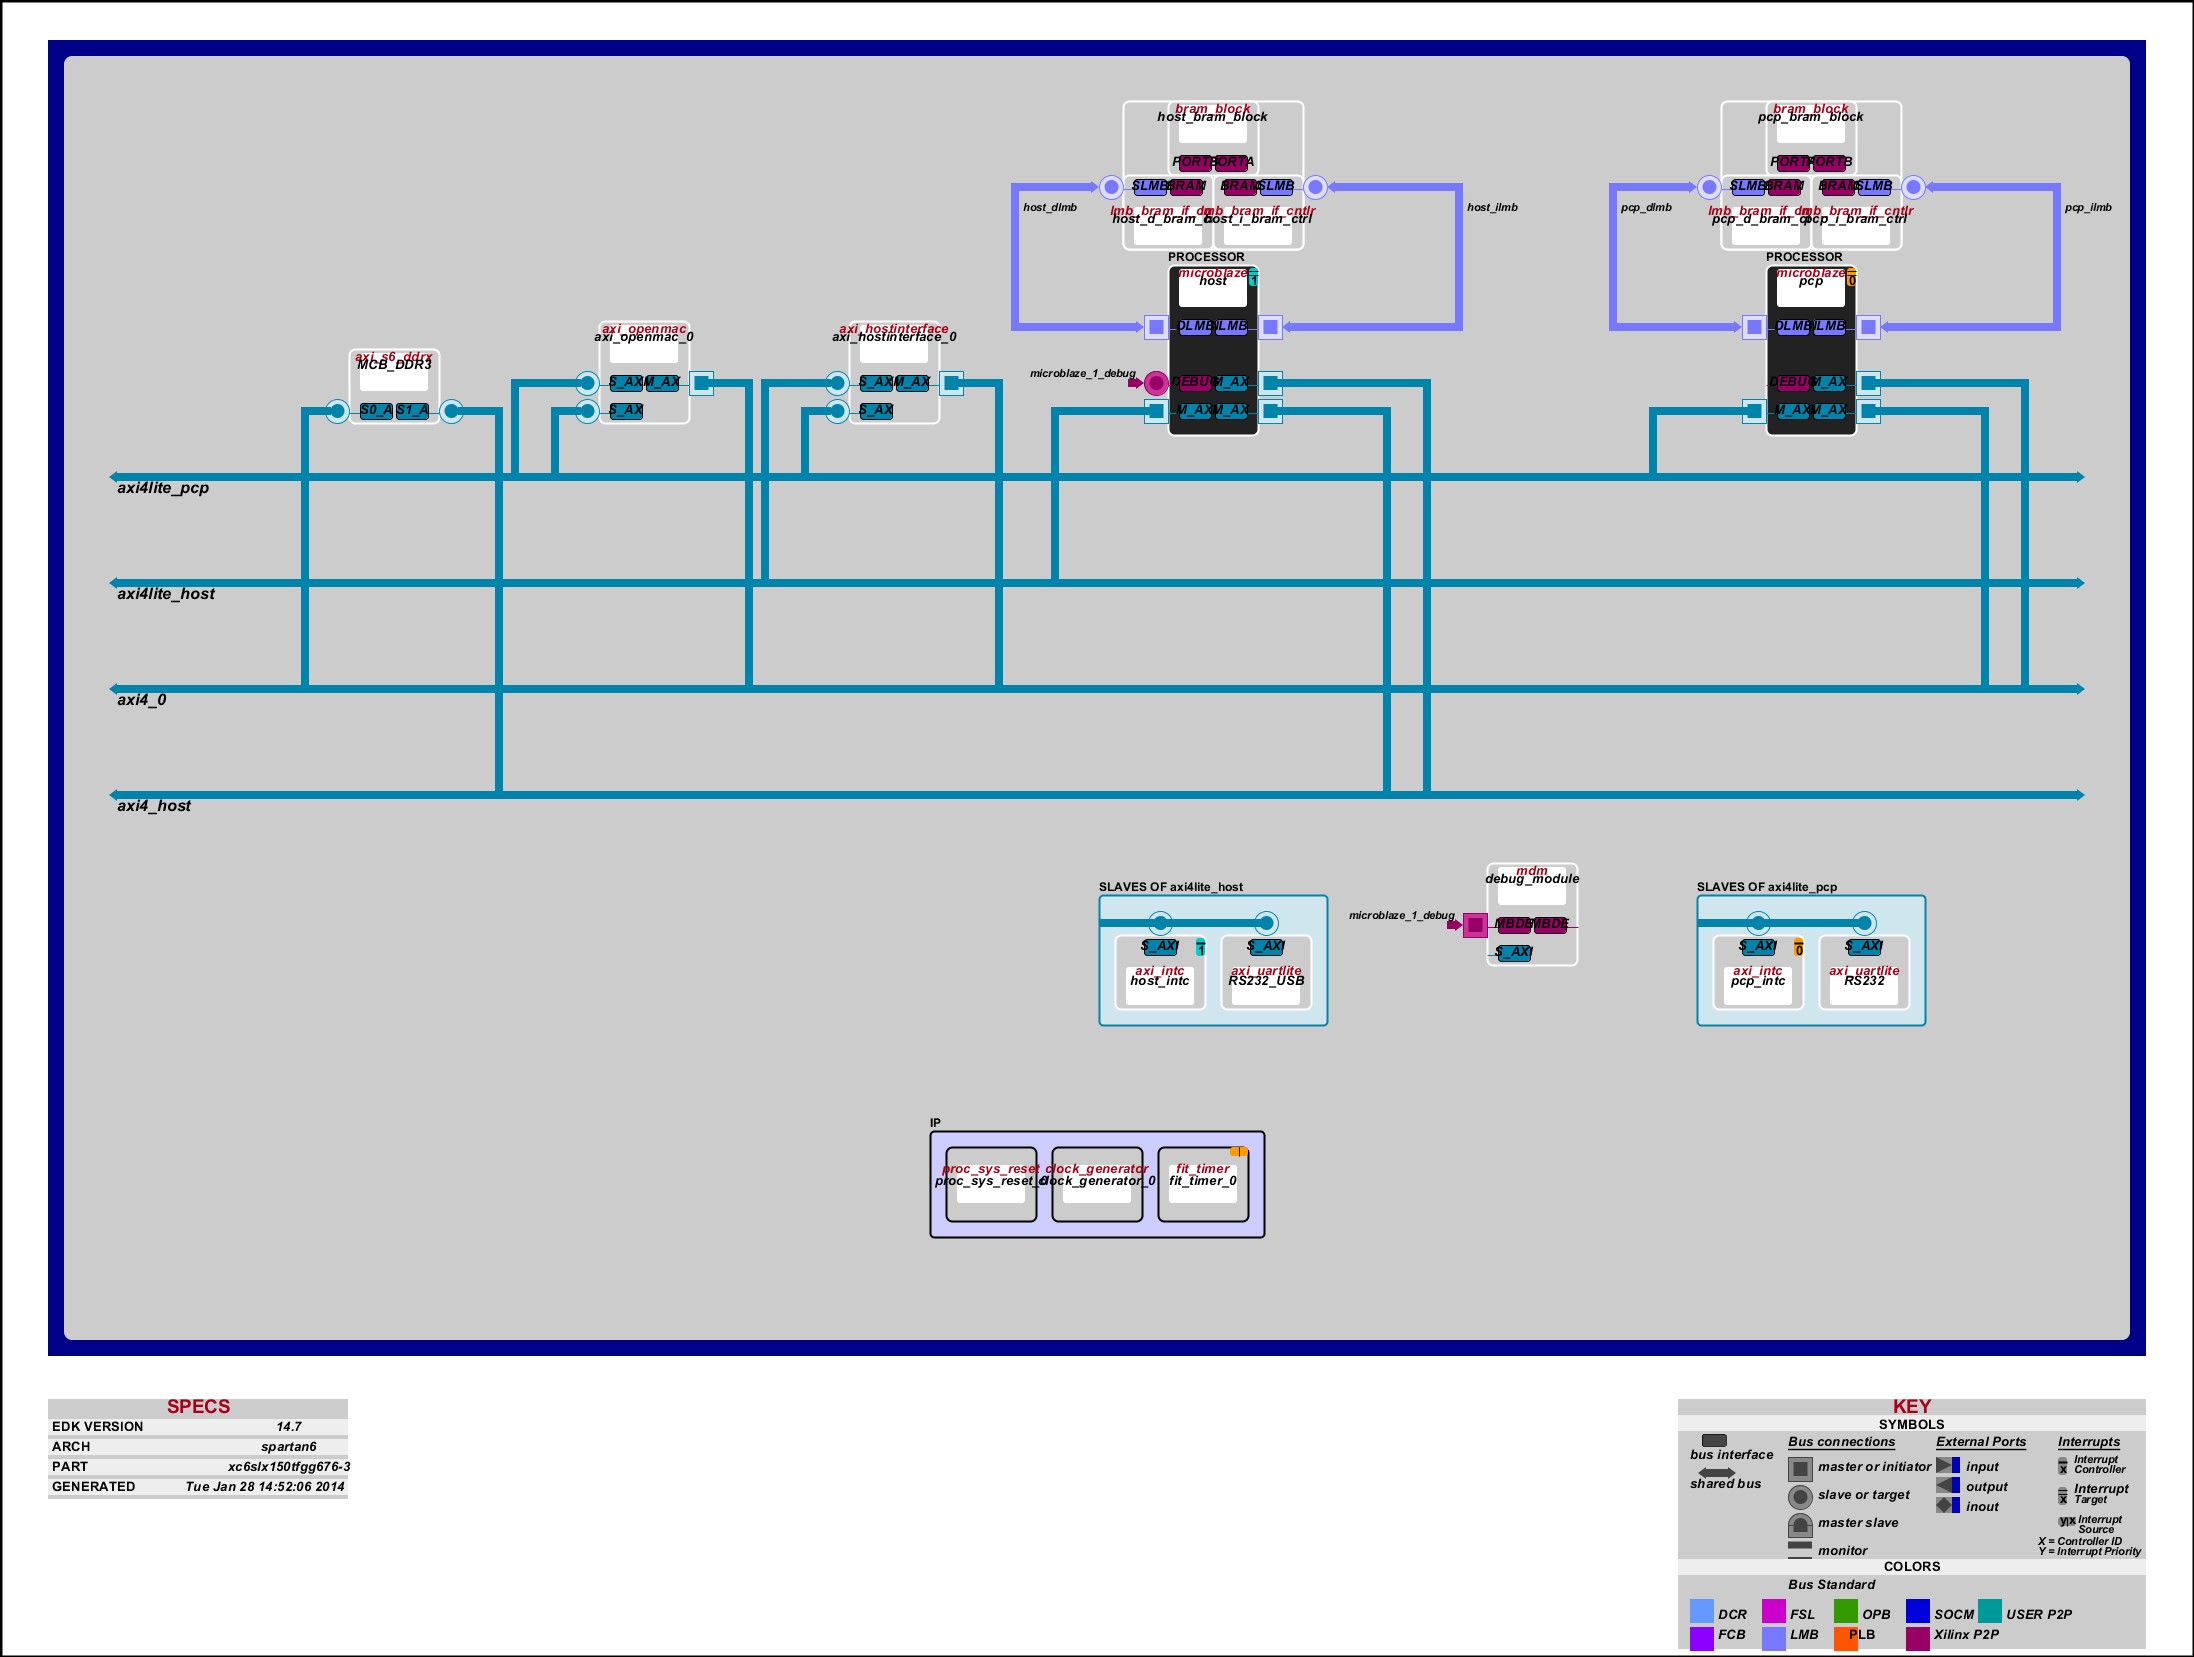 bram_block
host_bram_block
PORTB PORTA
SLMB BRAM BRAM SLMB
host_dlmb
host_ilmb
lmb_bram_if_cntlr
host_i_bram_ctrl
bram_block
pcp_bram_block
PORTB
SLMB BRAM BRAM SLMB
pcp_dlmb
pcp_ilmb
lmb_bram_if_cntlr
pcp_i_bram_ctrl
PROCESSOR
microblaze
host
1
DLMB ILMB
microblaze_1_debug
DEBUG M_AX
M_AX M_AX
PROCESSOR
microblaze
pcp
0
DLMB ILMB
DEBUG M_AX
M_AX M_AX
axi_s6_ddrx
MCB_DDR3
S0_A S1_A
axi_openmac
axi_openmac_0
S_AX M_AX
S_AX
axi_hostinterface
axi_hostinterface_0
S_AX M_AX
S_AX
axi4lite_pcp
axi4lite_host
axi4_0
axi4_host
SLAVES OF axi4lite_host
S_AXI 1 S_AXI
axi_intc axi_uartlite
host_intc RS232_USB
mdm
debug_module
microblaze_1_debug
MBDE MBDE
S_AXI
SLAVES OF axi4lite_pcp
S_AXI 0 S_AXI
axi_intc axi_uartlite
pcp_intc RS232
IP
proc_sys_reset clock_generator fit_timer
proc_sys_reset_0 clock_generator_0 fit_timer_0
SPECS
EDK VERSION 14.7
ARCH spartan6
PART xc6slx150tfgg676-3
GENERATED Tue Jan 28 14:52:06 2014
KEY
SYMBOLS
bus interface
shared bus
Bus connections
master or initiator
slave or target
master slave
monitor
External Ports
input
output
inout
Interrupts
x Interrupt
Controller
x Interrupt
Target
y|x Interrupt
Source
X = Controller ID
Y = Interrupt Priority
COLORS
Bus Standard
DCR FSL OPB SOCM USER P2P
FCB LMB PLB Xilinx P2P